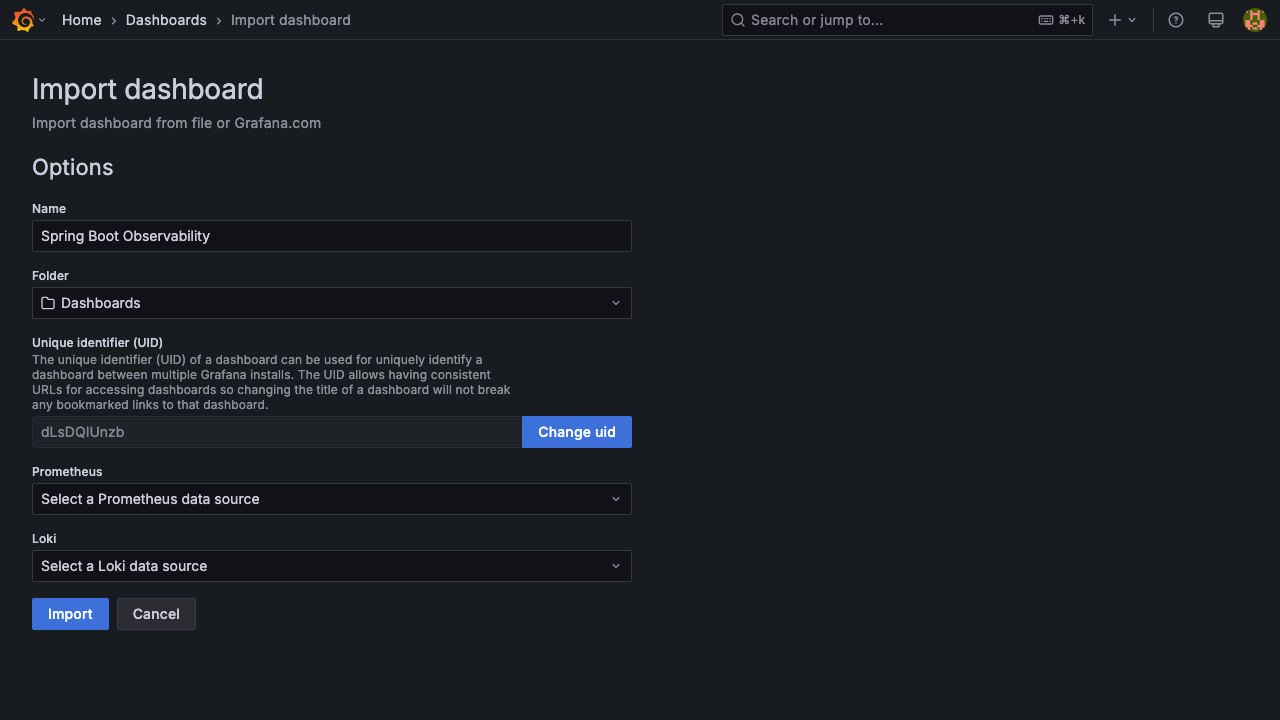 Home › Dashboards › Import dashboard
Search or jump to...
⌘+k
Import dashboard
Import dashboard from file or Grafana.com
Options
Name
Spring Boot Observability
Folder
Dashboards
Unique identifier (UID)
The unique identifier (UID) of a dashboard can be used for uniquely identify a
dashboard between multiple Grafana installs. The UID allows having consistent
URLs for accessing dashboards so changing the title of a dashboard will not break
any bookmarked links to that dashboard.
dLsDQIUnzb
Change uid
Prometheus
Select a Prometheus data source
Loki
Select a Loki data source
Import
Cancel